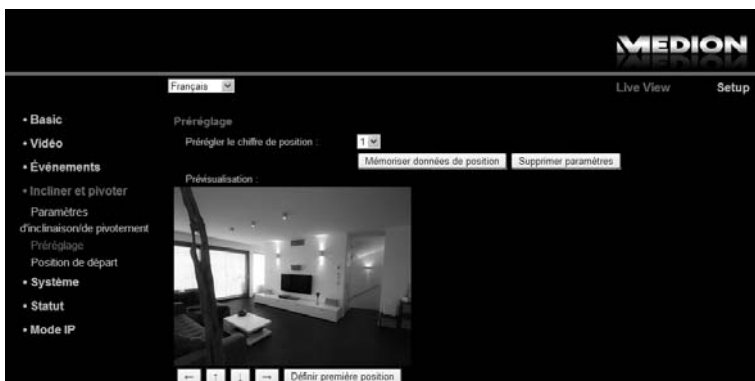 MEDION
Français
Live View Setup
• Basic
• Vidéo
• Événements
• Incliner et pivoter
Paramètres
d'inclinaison/de pivotement
Préréglage
Position de départ
• Système
• Statut
• Mode IP
Préréglage
Prérégler le chiffre de position : 1
Mémoriser données de position Supprimer paramètres
Prévisualisation :
← ↑ ↓ → Définir première position